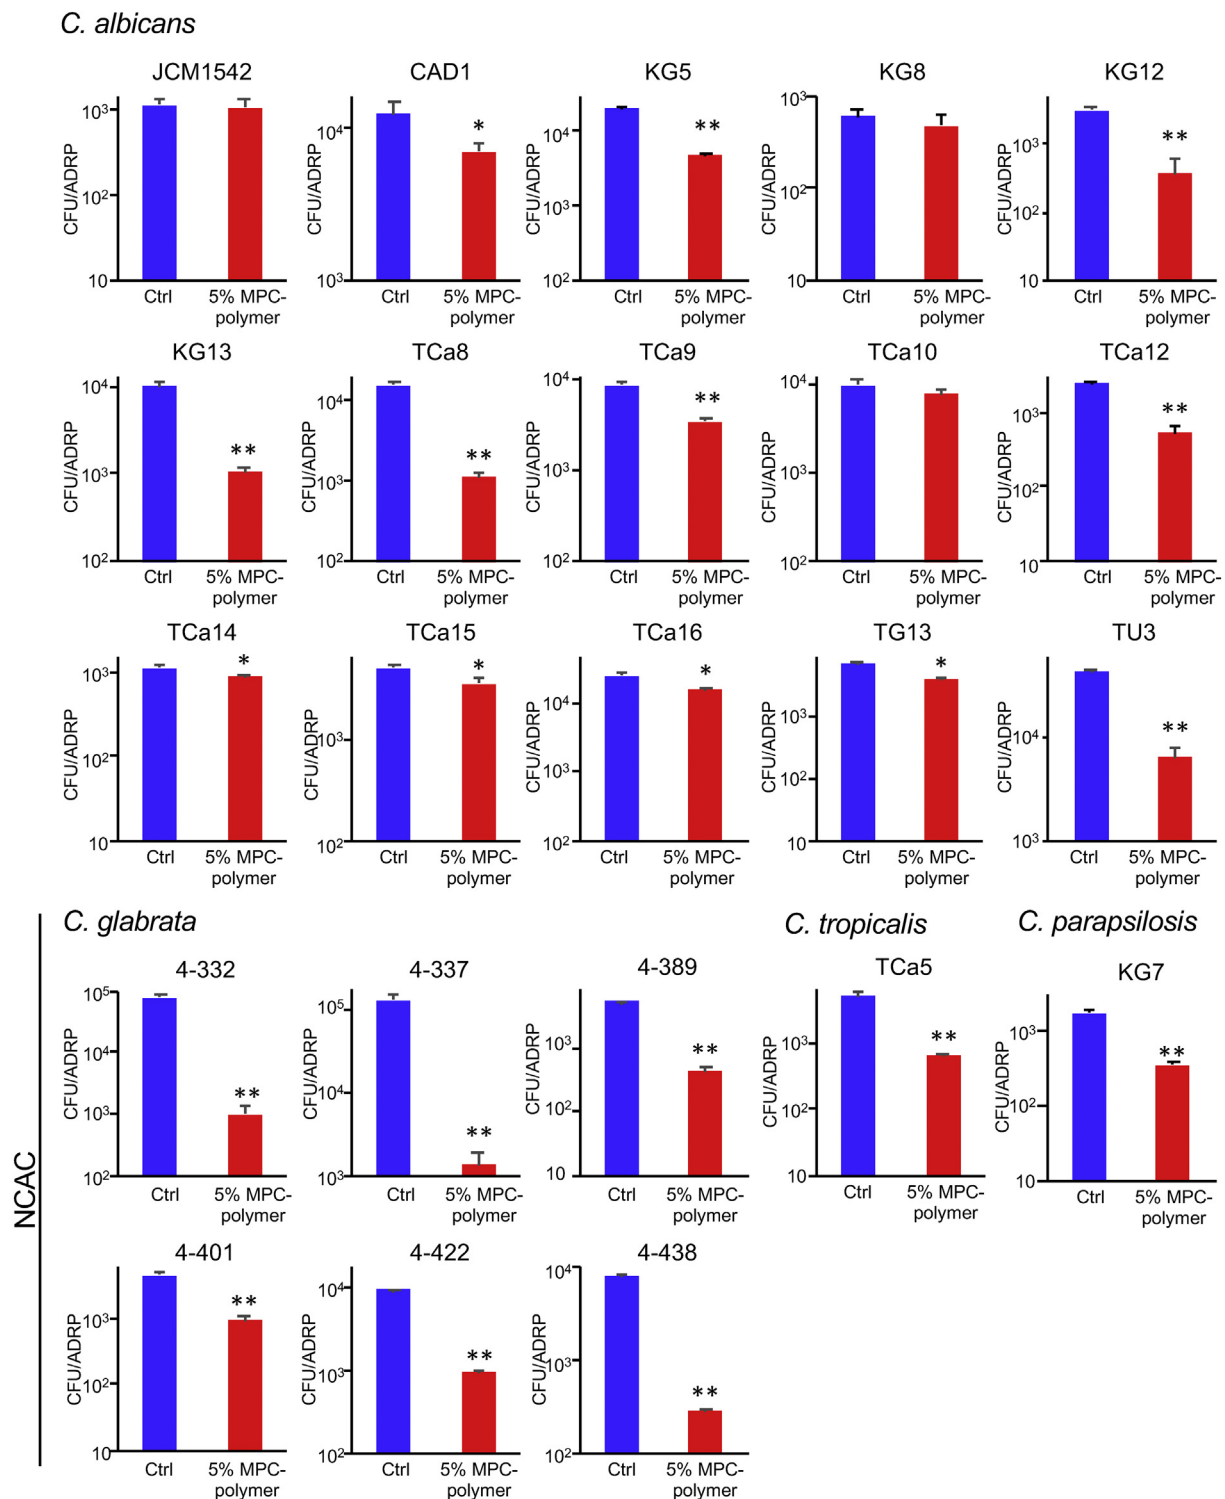 C. albicans
JCM1542 CAD1 KG5 KG8 KG12
CFU/ADRP 10³ 10² 10 Ctrl 5% MPC-
polymer
CFU/ADRP 10⁴ 10³ Ctrl 5% MPC-
polymer
CFU/ADRP 10⁴ 10³ 10² Ctrl 5% MPC-
polymer
CFU/ADRP 10³ 10² 10 Ctrl 5% MPC-
polymer
CFU/ADRP 10³ 10² 10 Ctrl 5% MPC-
polymer
* ** **
KG13 TCa8 TCa9 TCa10 TCa12
CFU/ADRP 10⁴ 10³ 10² Ctrl 5% MPC-
polymer
CFU/ADRP 10⁴ 10³ 10² Ctrl 5% MPC-
polymer
CFU/ADRP 10⁴ 10³ 10² Ctrl 5% MPC-
polymer
CFU/ADRP 10⁴ 10³ 10² Ctrl 5% MPC-
polymer
CFU/ADRP 10³ 10² 10 Ctrl 5% MPC-
polymer
** ** ** **
TCa14 TCa15 TCa16 TG13 TU3
CFU/ADRP 10³ 10² 10 Ctrl 5% MPC-
polymer
CFU/ADRP 10³ 10² Ctrl 5% MPC-
polymer
CFU/ADRP 10⁴ 10³ 10² Ctrl 5% MPC-
polymer
CFU/ADRP 10³ 10² 10 Ctrl 5% MPC-
polymer
CFU/ADRP 10⁴ 10³ Ctrl 5% MPC-
polymer
* * * * **
NCAC
C. glabrata C. tropicalis C. parapsilosis
4-332 4-337 4-389 TCa5 KG7
CFU/ADRP 10⁵ 10⁴ 10³ 10² Ctrl 5% MPC-
polymer
CFU/ADRP 10⁵ 10⁴ 10³ Ctrl 5% MPC-
polymer
CFU/ADRP 10³ 10² 10 Ctrl 5% MPC-
polymer
CFU/ADRP 10³ 10² 10 Ctrl 5% MPC-
polymer
CFU/ADRP 10³ 10² 10 Ctrl 5% MPC-
polymer
** ** ** ** **
4-401 4-422 4-438
CFU/ADRP 10³ 10² 10 Ctrl 5% MPC-
polymer
CFU/ADRP 10⁴ 10³ 10² Ctrl 5% MPC-
polymer
CFU/ADRP 10⁴ 10³ 10² Ctrl 5% MPC-
polymer
** ** **